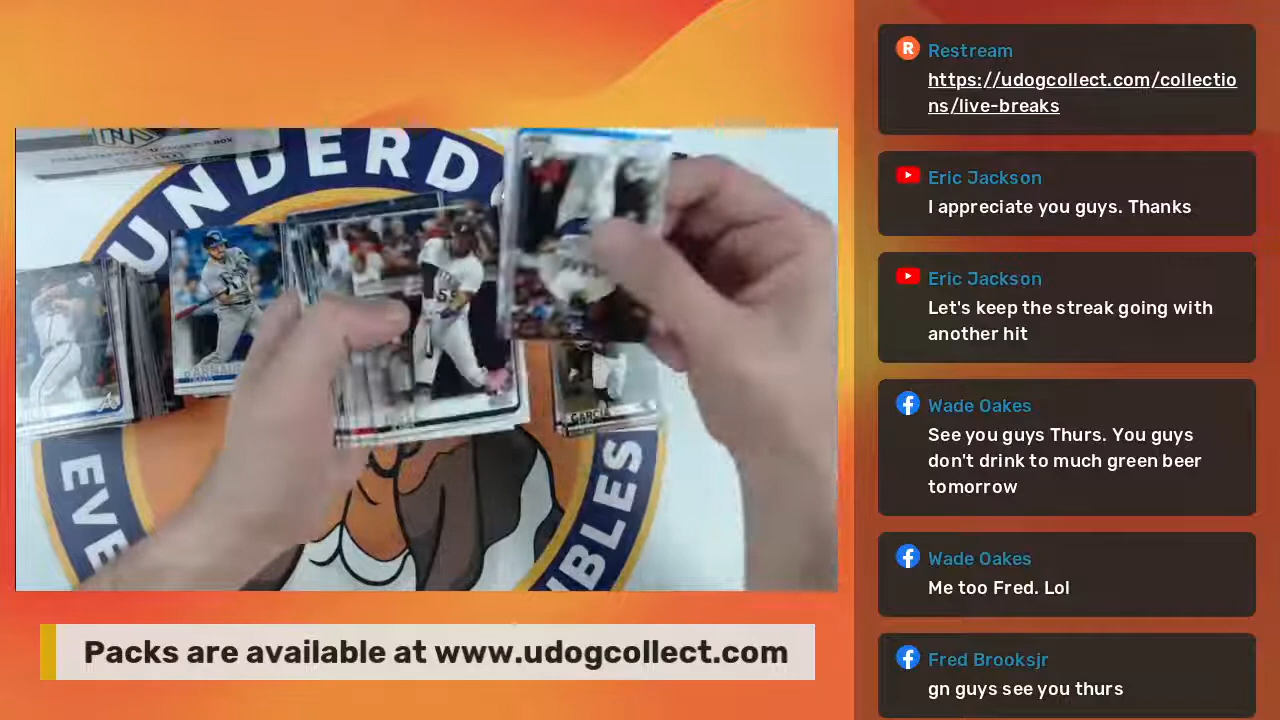 UNDERD
EVE
BLES
GARCIA
Packs are available at www.udogcollect.com
Restream
https://udogcollect.com/collectio
ns/live-breaks
Eric Jackson
I appreciate you guys. Thanks
Eric Jackson
Let's keep the streak going with
another hit
Wade Oakes
See you guys Thurs. You guys
don't drink to much green beer
tomorrow
Wade Oakes
Me too Fred. Lol
Fred Brooksjr
gn guys see you thurs